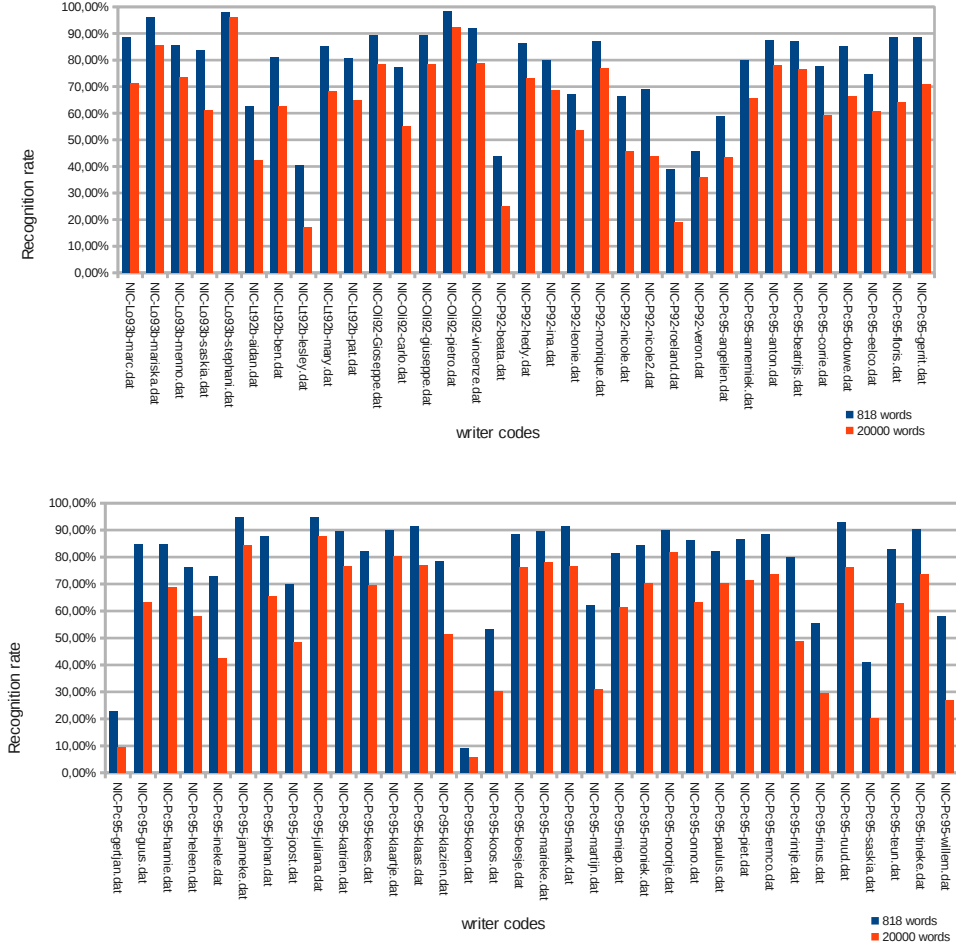 100,00%
90,00%
80,00%
70,00%
60,00%
50,00%
40,00%
30,00%
20,00%
10,00%
0,00%
Recognition rate
NIC-Lo93b-marc.dat
NIC-Lo93b-mariska.dat
NIC-Lo93b-menno.dat
NIC-Lo93b-saskia.dat
NIC-Lo93b-stephani.dat
NIC-Lt92b-aidan.dat
NIC-Lt92b-ben.dat
NIC-Lt92b-lesley.dat
NIC-Lt92b-mary.dat
NIC-Lt92b-pat.dat
NIC-Oli92-Gioseppe.dat
NIC-Oli92-carlo.dat
NIC-Oli92-giuseppe.dat
NIC-Oli92-pietro.dat
NIC-Oli92-vincenze.dat
NIC-P92-beata.dat
NIC-P92-hedy.dat
NIC-P92-ina.dat
NIC-P92-leonie.dat
NIC-P92-monique.dat
NIC-P92-nicole.dat
NIC-P92-nicole2.dat
NIC-P92-roeland.dat
NIC-P92-veron.dat
NIC-Pc95-angelien.dat
NIC-Pc95-annemiek.dat
NIC-Pc95-anton.dat
NIC-Pc95-beatrijs.dat
NIC-Pc95-corrie.dat
NIC-Pc95-douwe.dat
NIC-Pc95-eelco.dat
NIC-Pc95-floris.dat
NIC-Pc95-gerrit.dat
writer codes
818 words
20000 words
100,00%
90,00%
80,00%
70,00%
60,00%
50,00%
40,00%
30,00%
20,00%
10,00%
0,00%
Recognition rate
NIC-Pc95-gertjan.dat
NIC-Pc95-guus.dat
NIC-Pc95-hannie.dat
NIC-Pc95-heleen.dat
NIC-Pc95-ineke.dat
NIC-Pc95-janneke.dat
NIC-Pc95-johan.dat
NIC-Pc95-joost.dat
NIC-Pc95-juliana.dat
NIC-Pc95-katrien.dat
NIC-Pc95-kees.dat
NIC-Pc95-klaartje.dat
NIC-Pc95-klaas.dat
NIC-Pc95-klazien.dat
NIC-Pc95-koen.dat
NIC-Pc95-koos.dat
NIC-Pc95-loesje.dat
NIC-Pc95-marieke.dat
NIC-Pc95-mark.dat
NIC-Pc95-martijn.dat
NIC-Pc95-miep.dat
NIC-Pc95-moniek.dat
NIC-Pc95-noortje.dat
NIC-Pc95-onno.dat
NIC-Pc95-paulus.dat
NIC-Pc95-piet.dat
NIC-Pc95-remco.dat
NIC-Pc95-rintje.dat
NIC-Pc95-rinus.dat
NIC-Pc95-ruud.dat
NIC-Pc95-saskia.dat
NIC-Pc95-teun.dat
NIC-Pc95-tineke.dat
NIC-Pc95-willem.dat
writer codes
818 words
20000 words